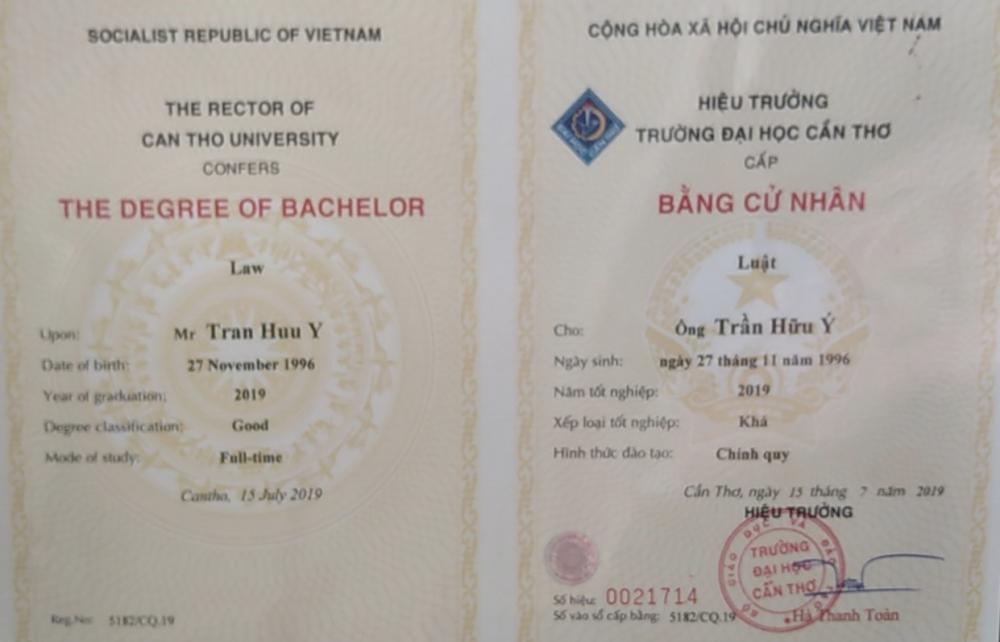 SOCIALIST REPUBLIC OF VIETNAM
THE RECTOR OF
CAN THO UNIVERSITY
CONFERS
THE DEGREE OF BACHELOR
Law
Upon: Mr Tran Huu Y
Date of birth: 27 November 1996
Year of graduation: 2019
Degree classification: Good
Mode of study: Full-time
Cantho, 15 July 2019
Reg.No: 5182/CQ.19
CỘNG HÒA XÃ HỘI CHỦ NGHĨA VIỆT NAM
HIỆU TRƯỞNG
TRƯỜNG ĐẠI HỌC CẦN THƠ
CẤP
BẰNG CỬ NHÂN
Luật
Cho: Ông Trần Hữu Ý
Ngày sinh: ngày 27 tháng 11 năm 1996
Năm tốt nghiệp: 2019
Xếp loại tốt nghiệp: Khá
Hình thức đào tạo: Chính quy
Cần Thơ, ngày 15 tháng 7 năm 2019
HIỆU TRƯỞNG
TRƯỜNG
ĐẠI HỌC
CẦN THƠ
Số hiệu: 0021714
Số vào sổ cấp bằng: 5182/CQ.19
Hà Thanh Toàn